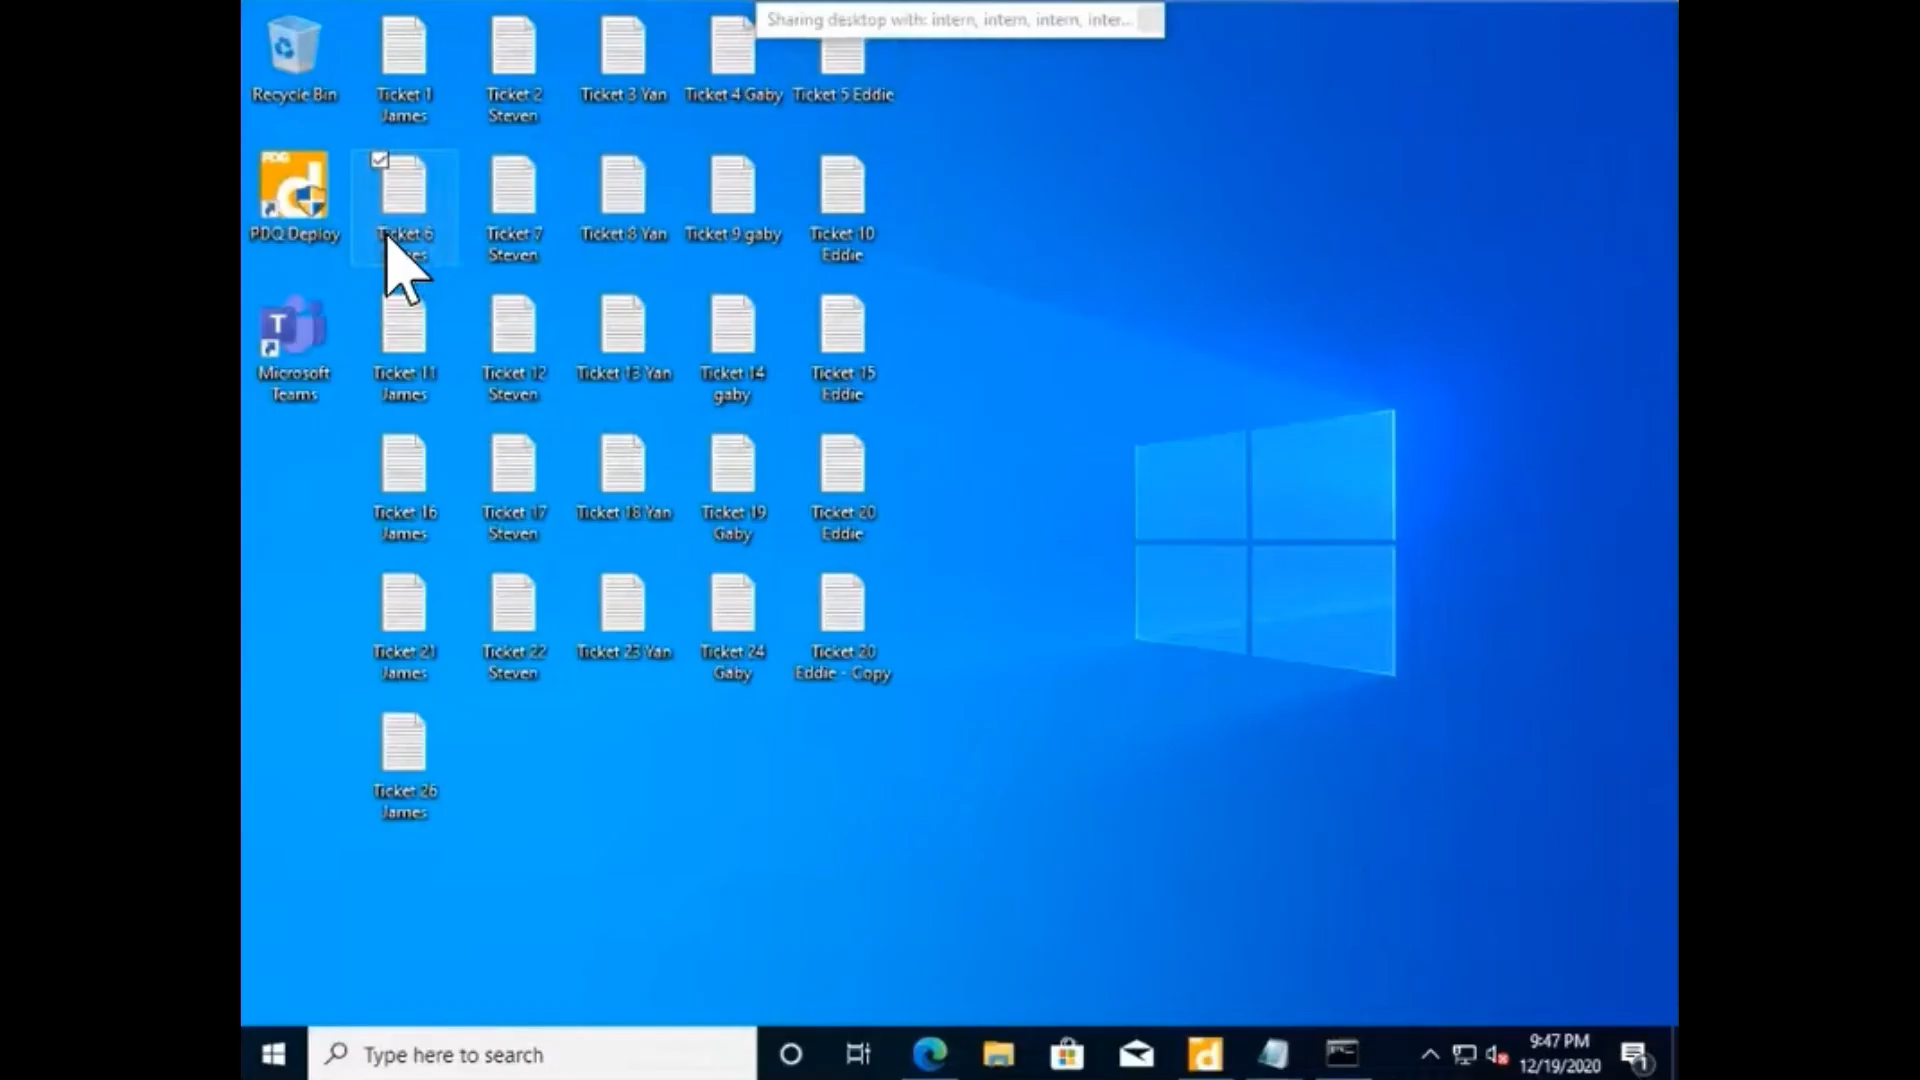 Sharing desktop with: intern, intern, intern, inter...
Recycle Bin
Ticket 1
James
Ticket 2
Steven
Ticket 3 Yan
Ticket 4 Gaby
Ticket 5 Eddie
PDQ
PDQ Deploy
Ticket 6
Ticket 7
Steven
Ticket 8 Yan
Ticket 9 gaby
Ticket 10
Eddie
T
Microsoft
Teams
Ticket 11
James
Ticket 12
Steven
Ticket 13 Yan
Ticket 14
gaby
Ticket 15
Eddie
Ticket 16
James
Ticket 17
Steven
Ticket 18 Yan
Ticket 19
Gaby
Ticket 20
Eddie
Ticket 21
James
Ticket 22
Steven
Ticket 23 Yan
Ticket 24
Gaby
Ticket 20
Eddie - Copy
Ticket 26
James
Type here to search
9:47 PM
12/19/2020
1